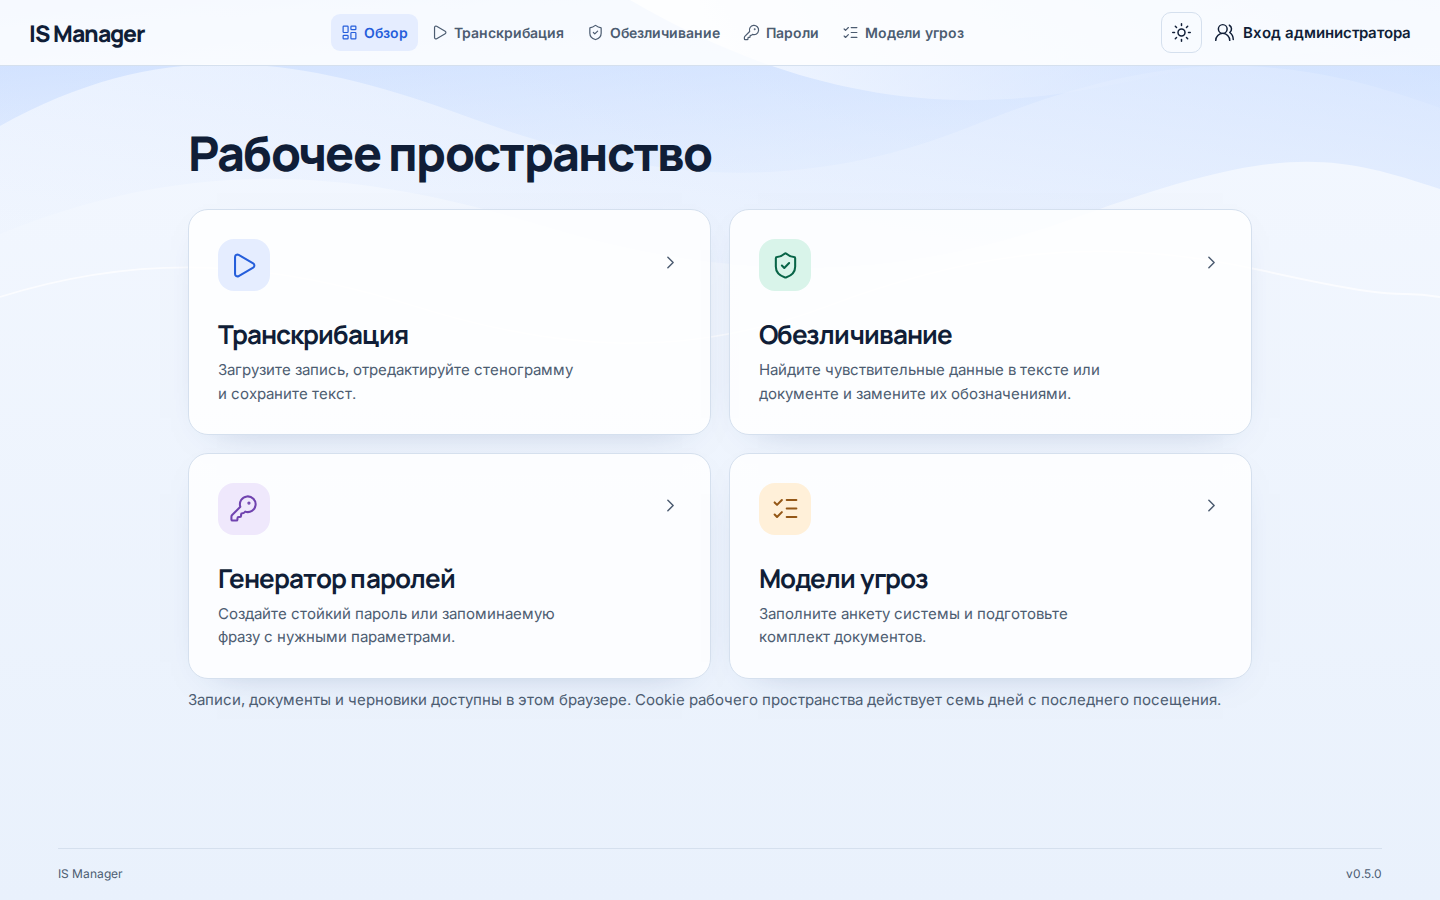 IS Manager
Обзор
Транскрибация
Обезличивание
Пароли
Модели угроз
Вход администратора
Рабочее пространство
Транскрибация
Загрузите запись, отредактируйте стенограмму
и сохраните текст.
Обезличивание
Найдите чувствительные данные в тексте или
документе и замените их обозначениями.
Генератор паролей
Создайте стойкий пароль или запоминаемую
фразу с нужными параметрами.
Модели угроз
Заполните анкету системы и подготовьте
комплект документов.
Записи, документы и черновики доступны в этом браузере. Cookie рабочего пространства действует семь дней с последнего посещения.
IS Manager
v0.5.0